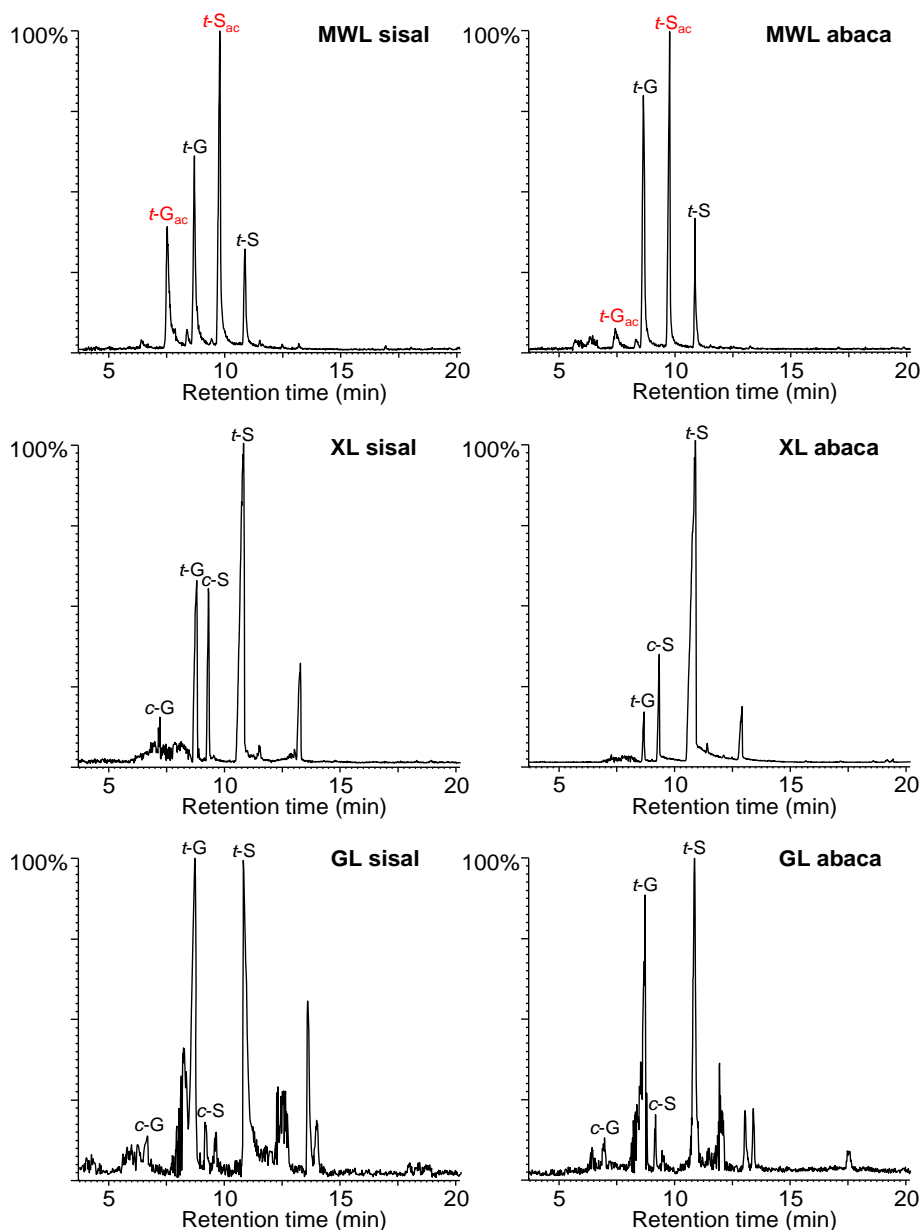 t-Sac
MWL sisal
100%
t-G
t-Gac
t-S
5 10 15 20
Retention time (min)
t-Sac
MWL abaca
100%
t-G
t-S
t-Gac
5 10 15 20
Retention time (min)
t-S
XL sisal
100%
t-G
c-S
c-G
5 10 15 20
Retention time (min)
t-S
XL abaca
100%
c-S
t-G
5 10 15 20
Retention time (min)
t-G
t-S
GL sisal
100%
c-S
c-G
5 10 15 20
Retention time (min)
t-S
GL abaca
100%
t-G
c-S
c-G
5 10 15 20
Retention time (min)